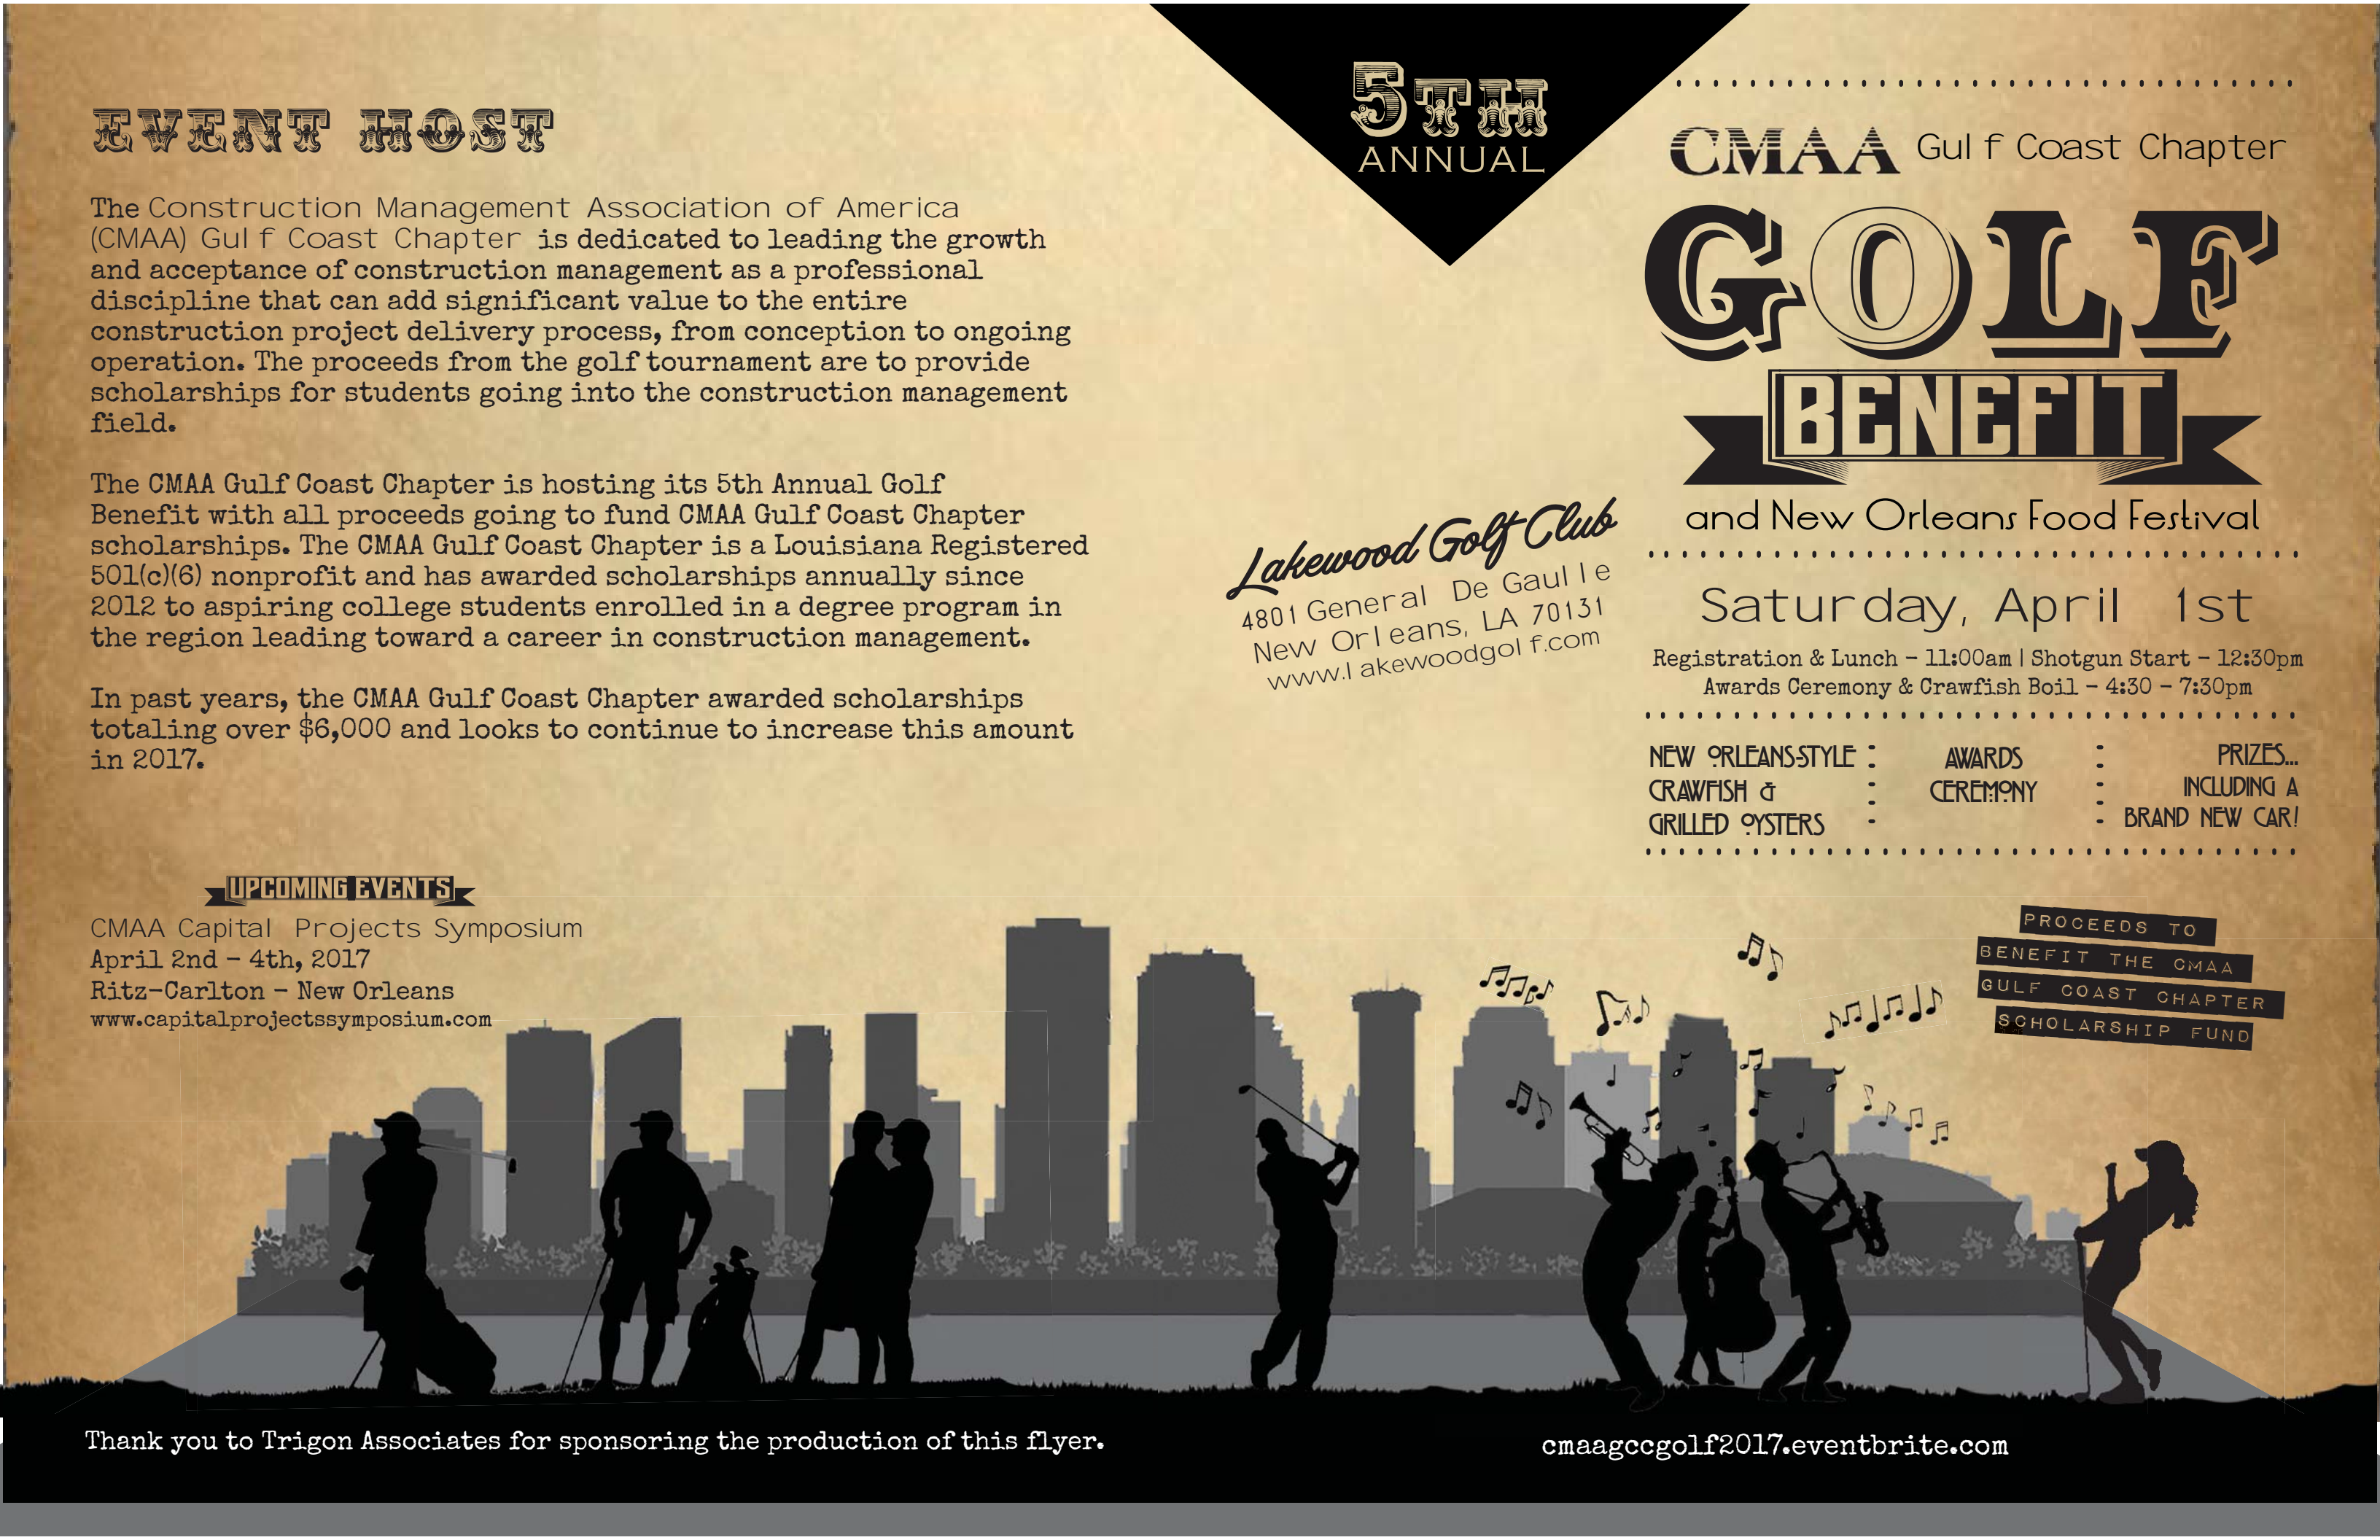 EVENT HOST
The Construction Management Association of America
(CMAA) Gulf Coast Chapter is dedicated to leading the growth
and acceptance of construction management as a professional
discipline that can add significant value to the entire
construction project delivery process, from conception to ongoing
operation. The proceeds from the golf tournament are to provide
scholarships for students going into the construction management
field.
The CMAA Gulf Coast Chapter is hosting its 5th Annual Golf
Benefit with all proceeds going to fund CMAA Gulf Coast Chapter
scholarships. The CMAA Gulf Coast Chapter is a Louisiana Registered
501(c)(6) nonprofit and has awarded scholarships annually since
2012 to aspiring college students enrolled in a degree program in
the region leading toward a career in construction management.
In past years, the CMAA Gulf Coast Chapter awarded scholarships
totaling over $6,000 and looks to continue to increase this amount
in 2017.
UPCOMING EVENTS
CMAA Capital Projects Symposium
April 2nd - 4th, 2017
Ritz-Carlton - New Orleans
www.capitalprojectssymposium.com
Thank you to Trigon Associates for sponsoring the production of this flyer.
5TH
ANNUAL
CMAA Gulf Coast Chapter
GOLF
BENEFIT
and New Orleans Food Festival
Lakewood Golf Club
4801 General De Gaulle
New Orleans, LA 70131
www.lakewoodgolf.com
Saturday, April 1st
Registration & Lunch - 11:00am | Shotgun Start - 12:30pm
Awards Ceremony & Crawfish Boil - 4:30 - 7:30pm
NEW ORLEANS-STYLE
CRAWFISH &
GRILLED OYSTERS
AWARDS
CEREMONY
PRIZES...
INCLUDING A
BRAND NEW CAR!
PROCEEDS TO
BENEFIT THE CMAA
GULF COAST CHAPTER
SCHOLARSHIP FUND
cmaagccgolf2017.eventbrite.com